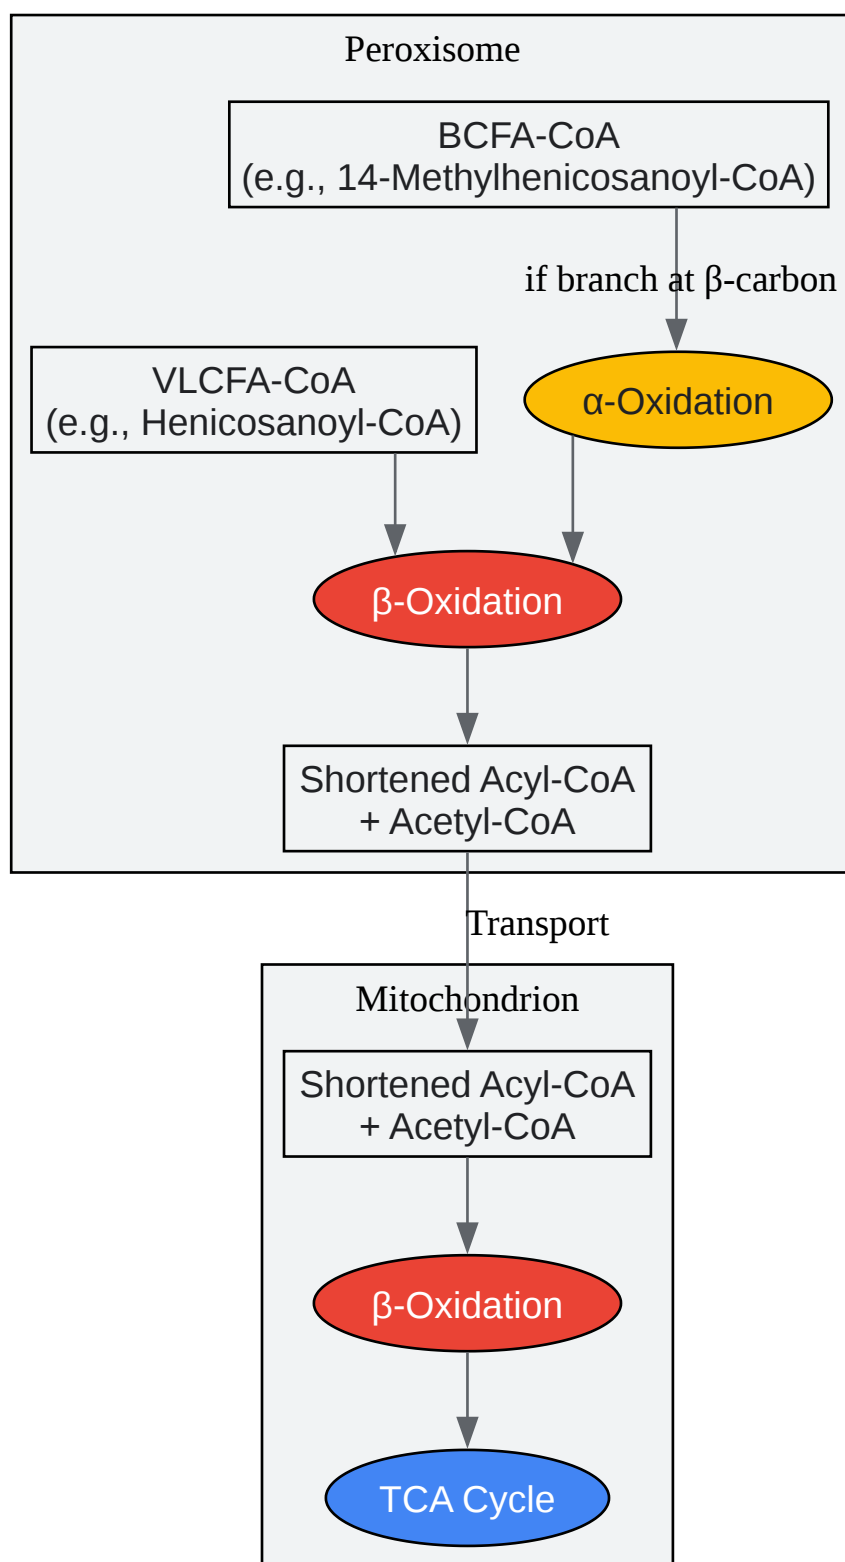 Peroxisome
BCFA-CoA
(e.g., 14-Methylhenicosanoyl-CoA)
if branch at β-carbon
VLCFA-CoA
(e.g., Henicosanoyl-CoA)
α-Oxidation
β-Oxidation
Shortened Acyl-CoA
+ Acetyl-CoA
Transport
Mitochondrion
Shortened Acyl-CoA
+ Acetyl-CoA
β-Oxidation
TCA Cycle